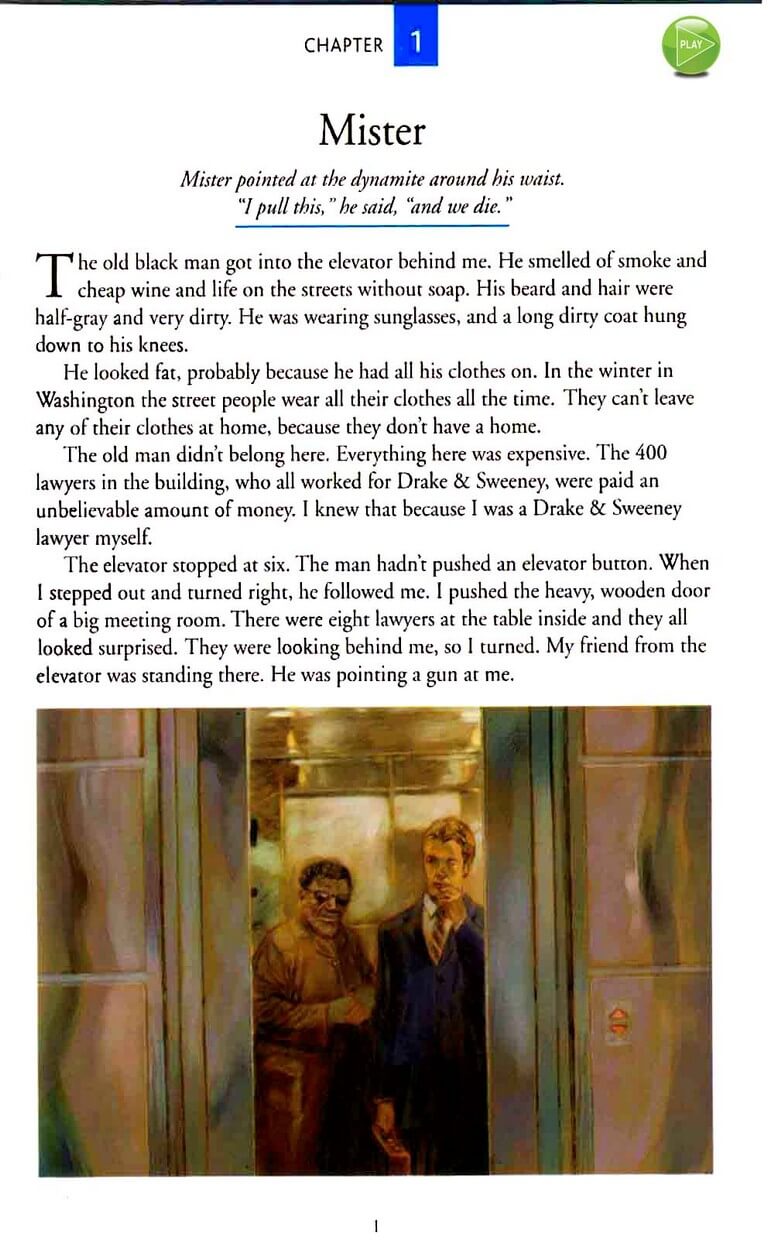 CHAPTER 1
PLAY
Mister
Mister pointed at the dynamite around his waist.
“I pull this,” he said, “and we die.”
The old black man got into the elevator behind me. He smelled of smoke and
cheap wine and life on the streets without soap. His beard and hair were
half-gray and very dirty. He was wearing sunglasses, and a long dirty coat hung
down to his knees.
He looked fat, probably because he had all his clothes on. In the winter in
Washington the street people wear all their clothes all the time. They can’t leave
any of their clothes at home, because they don’t have a home.
The old man didn’t belong here. Everything here was expensive. The 400
lawyers in the building, who all worked for Drake & Sweeney, were paid an
unbelievable amount of money. I knew that because I was a Drake & Sweeney
lawyer myself.
The elevator stopped at six. The man hadn’t pushed an elevator button. When
I stepped out and turned right, he followed me. I pushed the heavy, wooden door
of a big meeting room. There were eight lawyers at the table inside and they all
looked surprised. They were looking behind me, so I turned. My friend from the
elevator was standing there. He was pointing a gun at me.
1